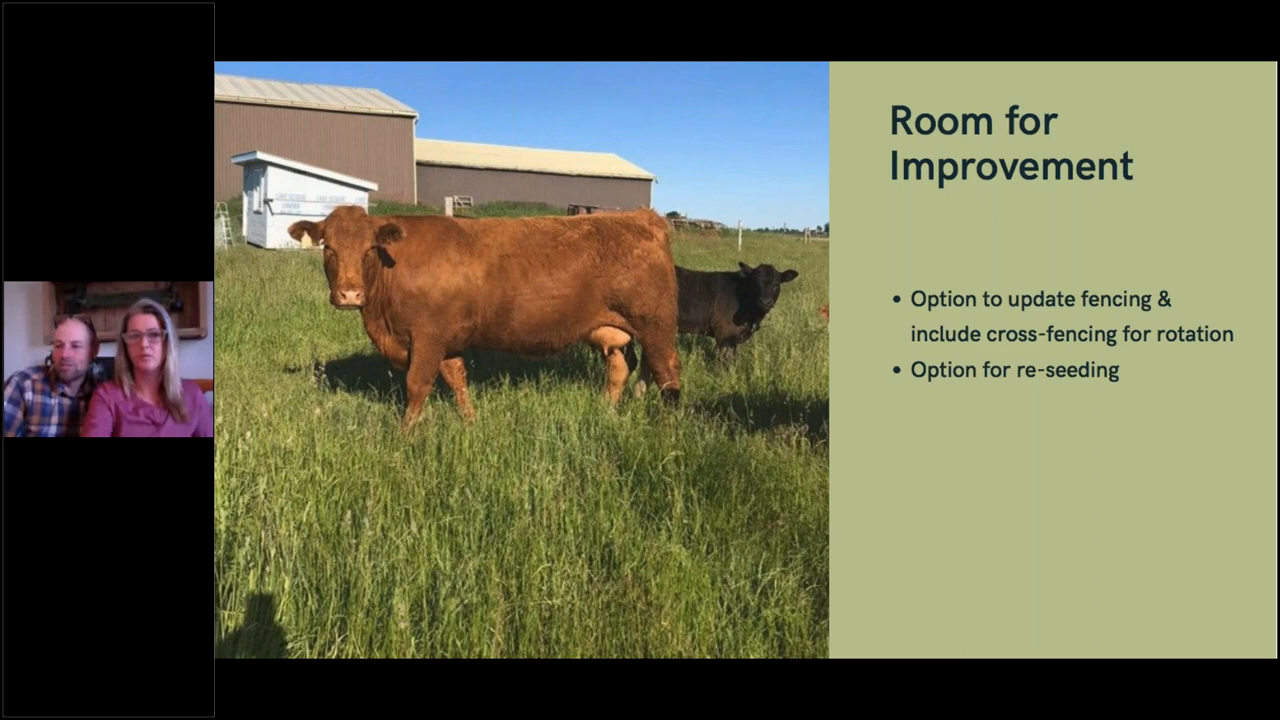 Room for
Improvement
• Option to update fencing &
include cross-fencing for rotation
• Option for re-seeding